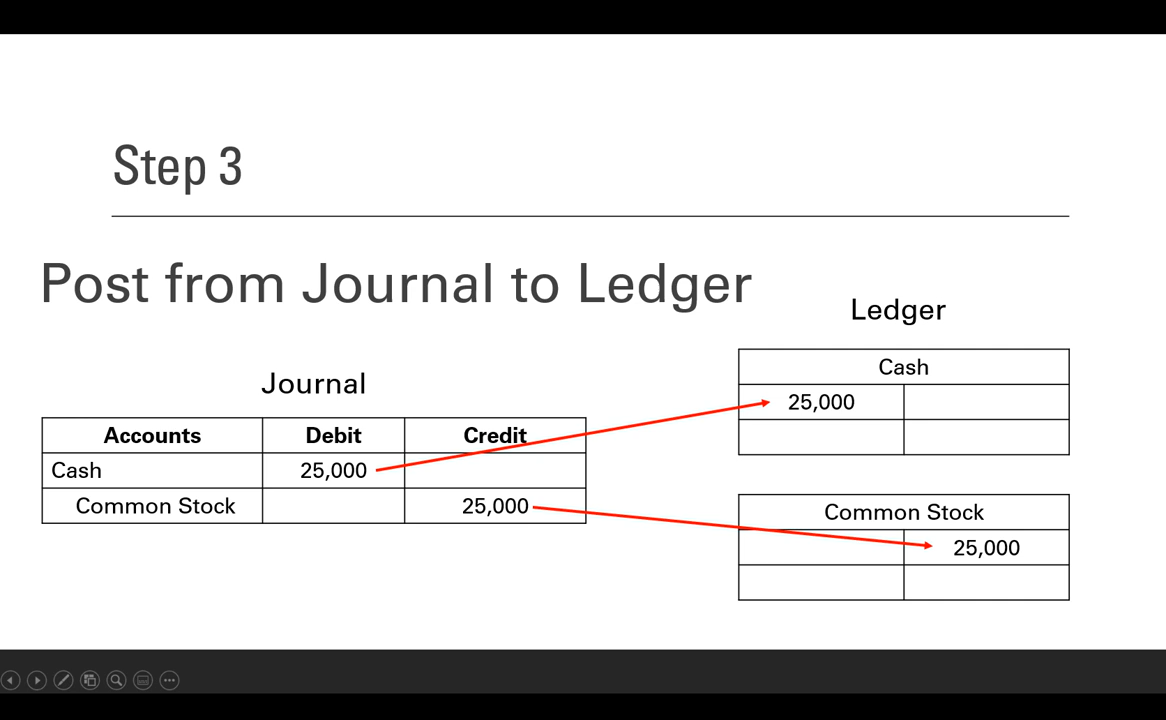 Step 3
Post from Journal to Ledger
Journal
Accounts Debit Credit
Cash 25,000
Common Stock 25,000
Ledger
Cash
25,000
Common Stock
25,000